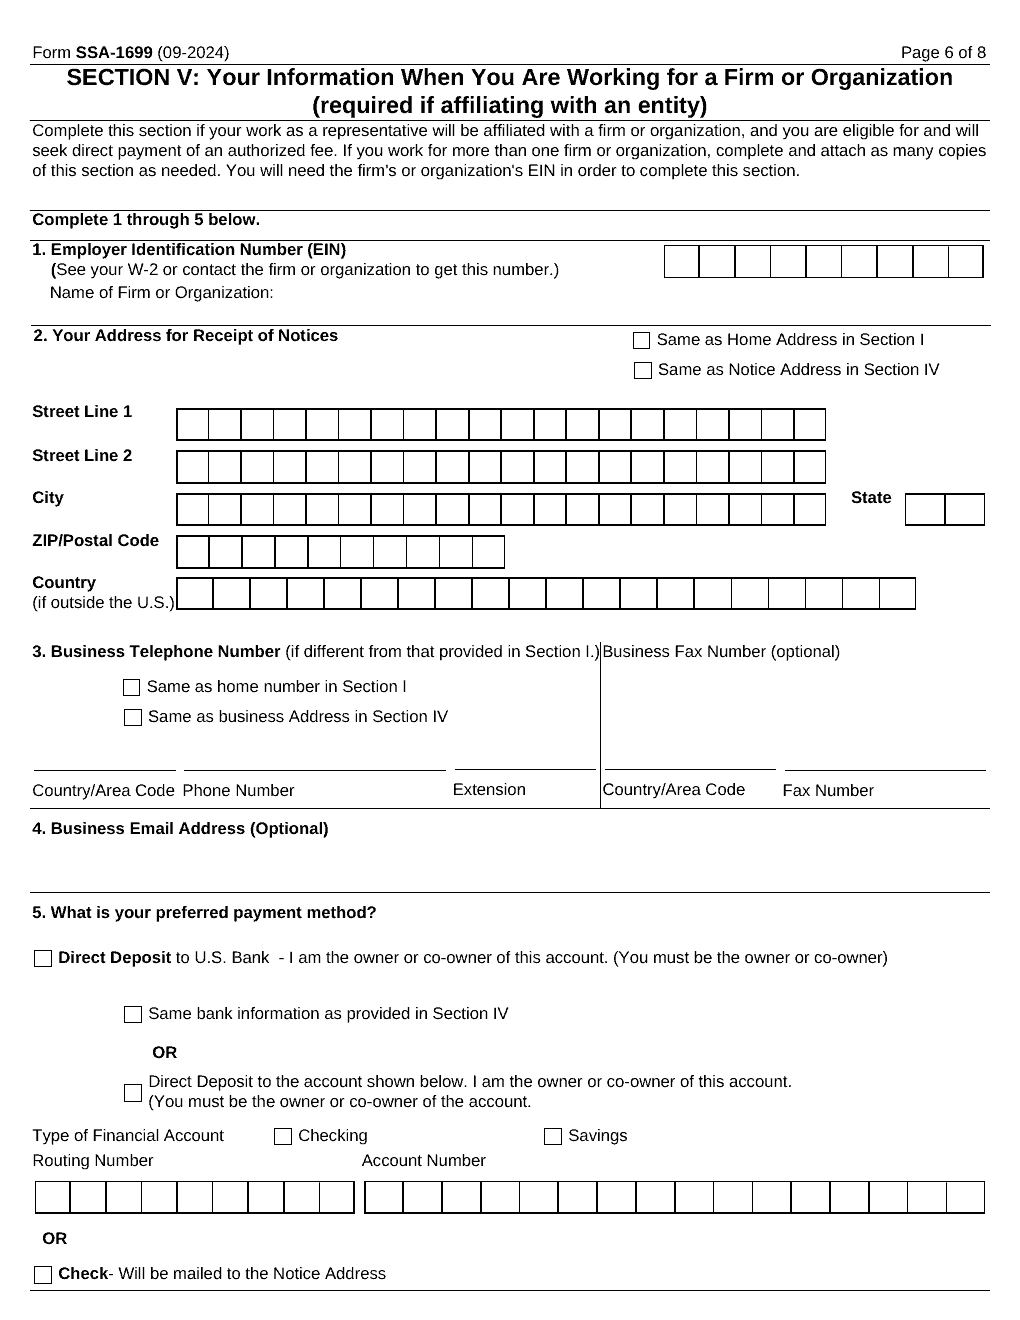 Form SSA-1699 (09-2024)
Page 6 of 8
SECTION V: Your Information When You Are Working for a Firm or Organization
(required if affiliating with an entity)
Complete this section if your work as a representative will be affiliated with a firm or organization, and you are eligible for and will
seek direct payment of an authorized fee. If you work for more than one firm or organization, complete and attach as many copies
of this section as needed. You will need the firm's or organization's EIN in order to complete this section.
Complete 1 through 5 below.
1. Employer Identification Number (EIN)
(See your W-2 or contact the firm or organization to get this number.)
Name of Firm or Organization:
2. Your Address for Receipt of Notices
Same as Home Address in Section I
Same as Notice Address in Section IV
Street Line 1
Street Line 2
City
State
ZIP/Postal Code
Country
(if outside the U.S.)
3. Business Telephone Number (if different from that provided in Section I.)
Business Fax Number (optional)
Same as home number in Section I
Same as business Address in Section IV
Country/Area Code
Phone Number
Extension
Country/Area Code
Fax Number
4. Business Email Address (Optional)
5. What is your preferred payment method?
Direct Deposit to U.S. Bank  - I am the owner or co-owner of this account. (You must be the owner or co-owner)
Same bank information as provided in Section IV
OR
Direct Deposit to the account shown below. I am the owner or co-owner of this account.
(You must be the owner or co-owner of the account.
Type of Financial Account
Checking
Savings
Routing Number
Account Number
OR
Check- Will be mailed to the Notice Address